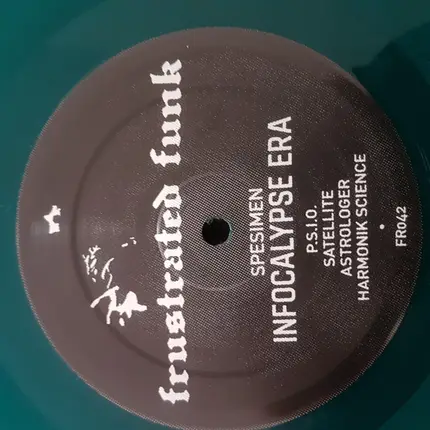 frustrated funk
SPESIMEN
INFOCALYPSE ERA
P.S.I.O.
SATELLITE
ASTROLOGER
HARMONIK SCIENCE
•
FR042